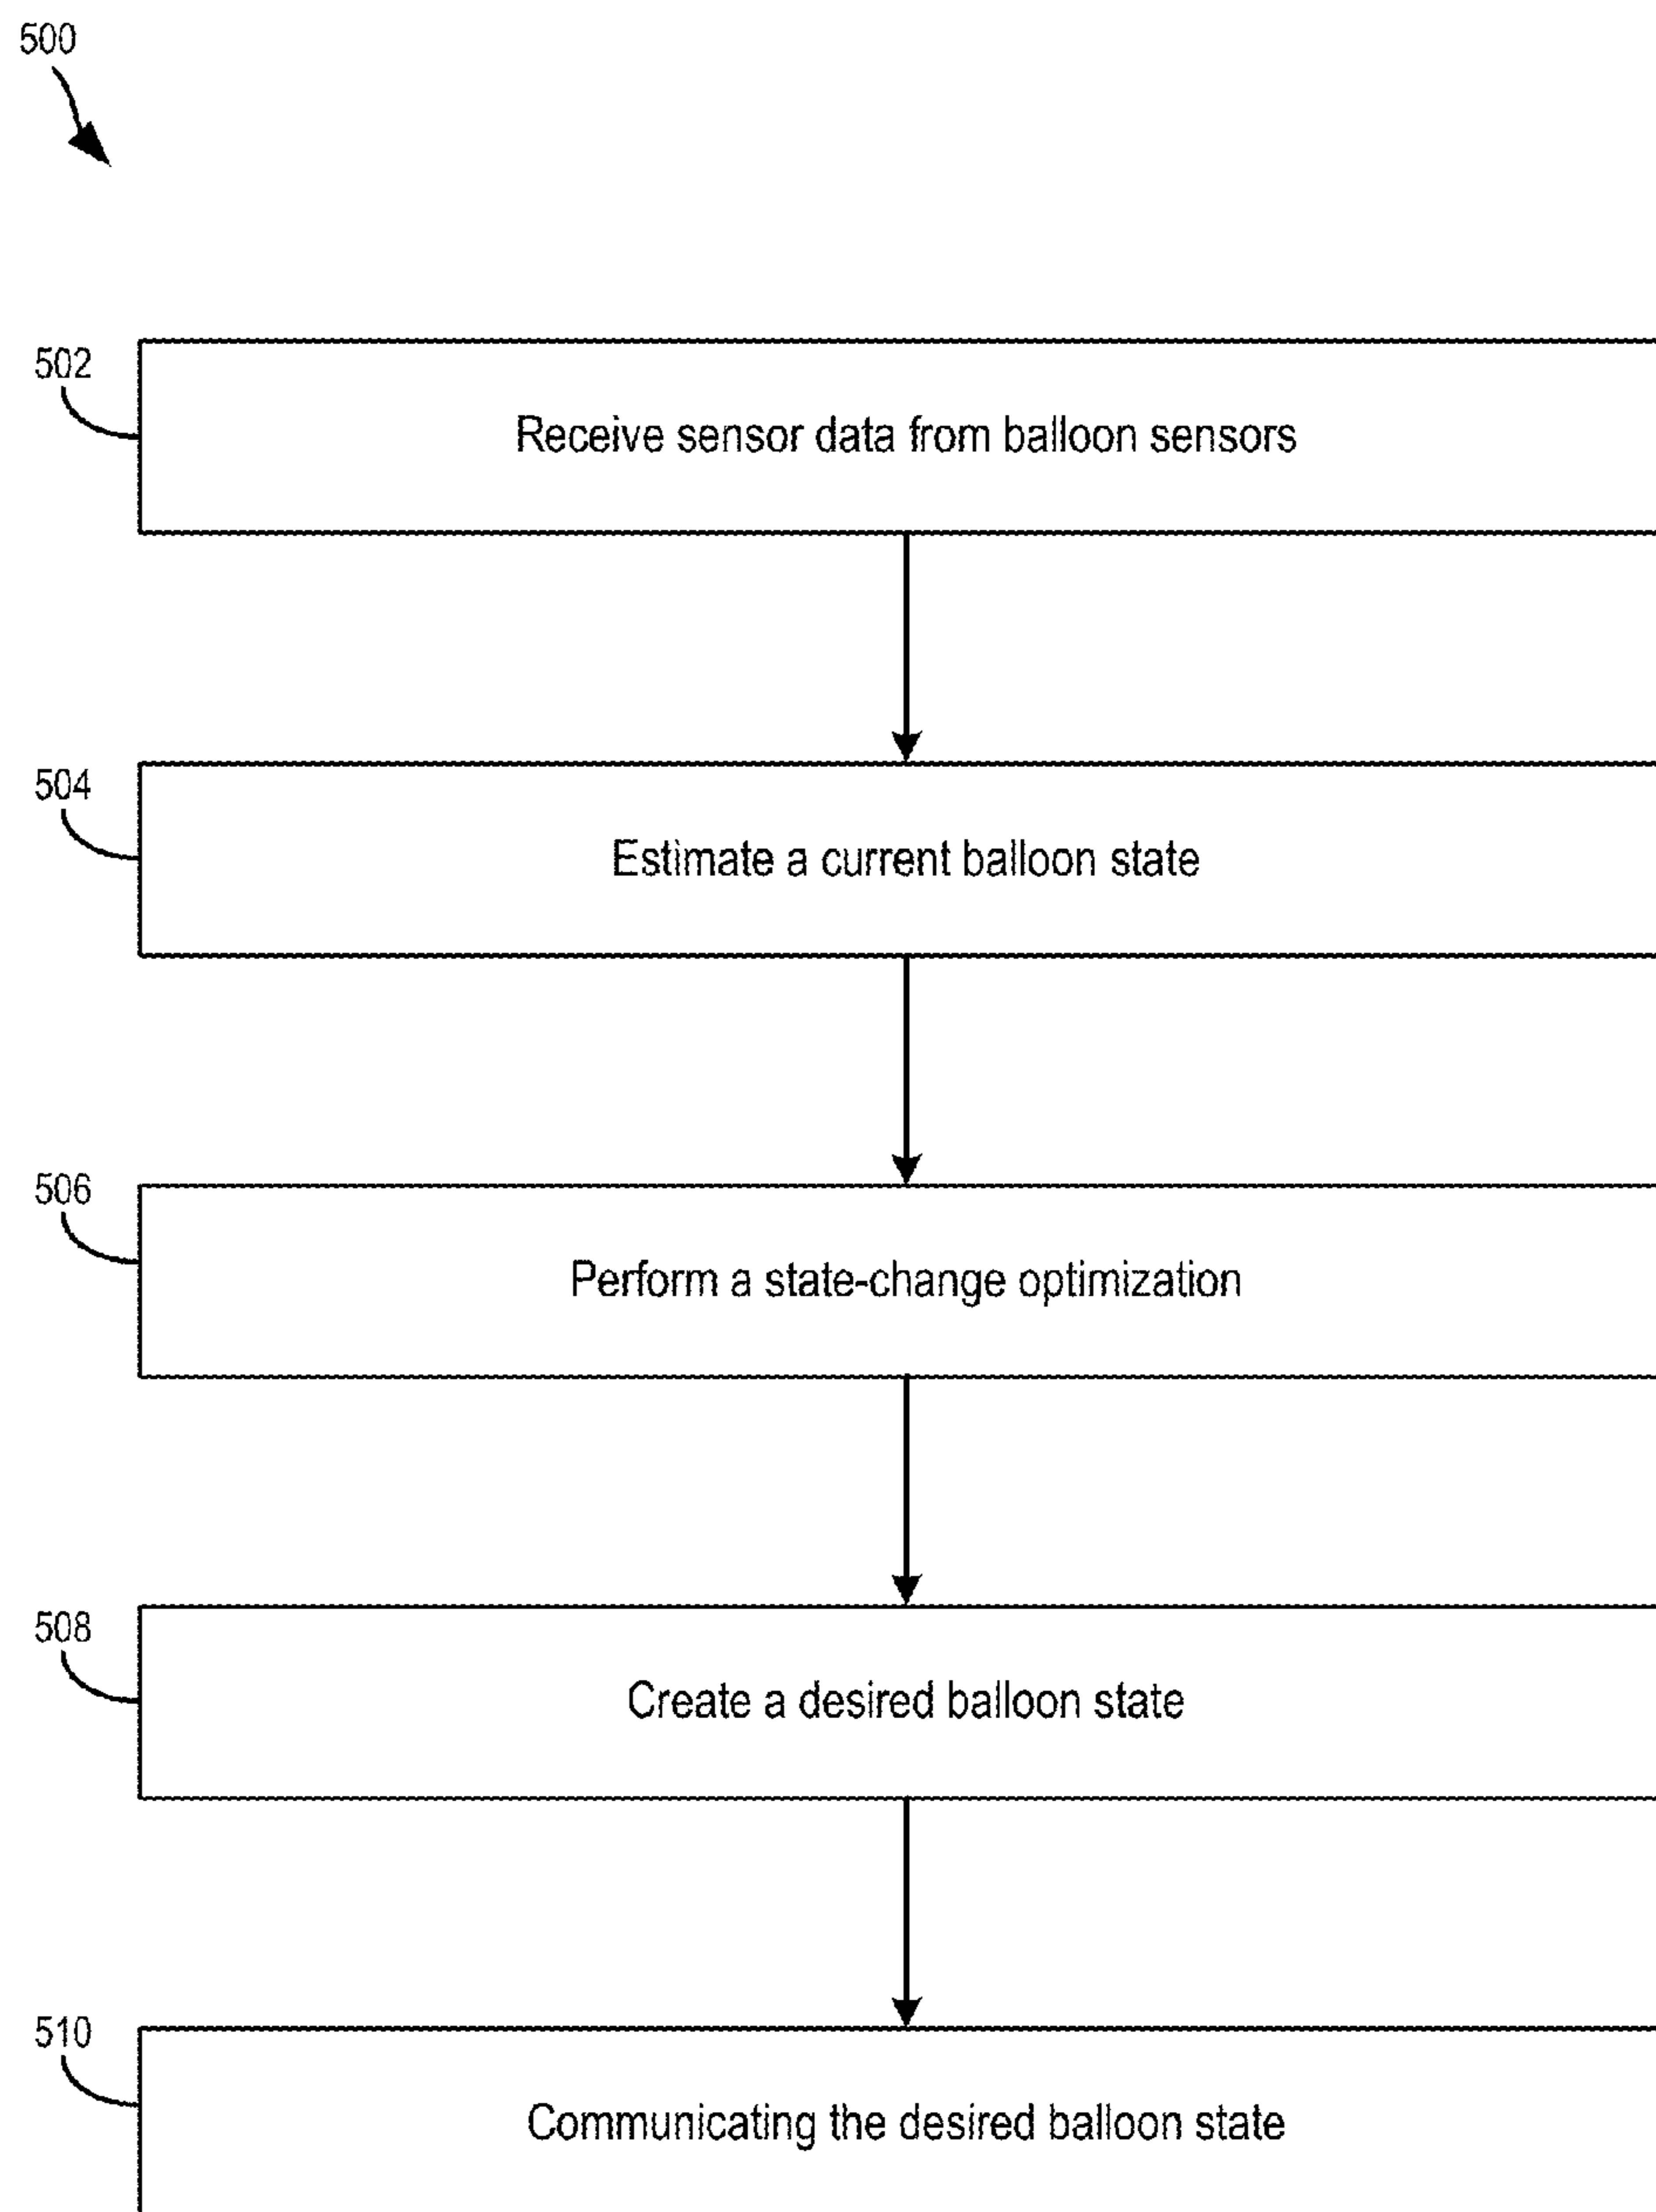 500
502
Receive sensor data from balloon sensors
504
Estimate a current balloon state
506
Perform a state-change optimization
508
Create a desired balloon state
510
Communicating the desired balloon state